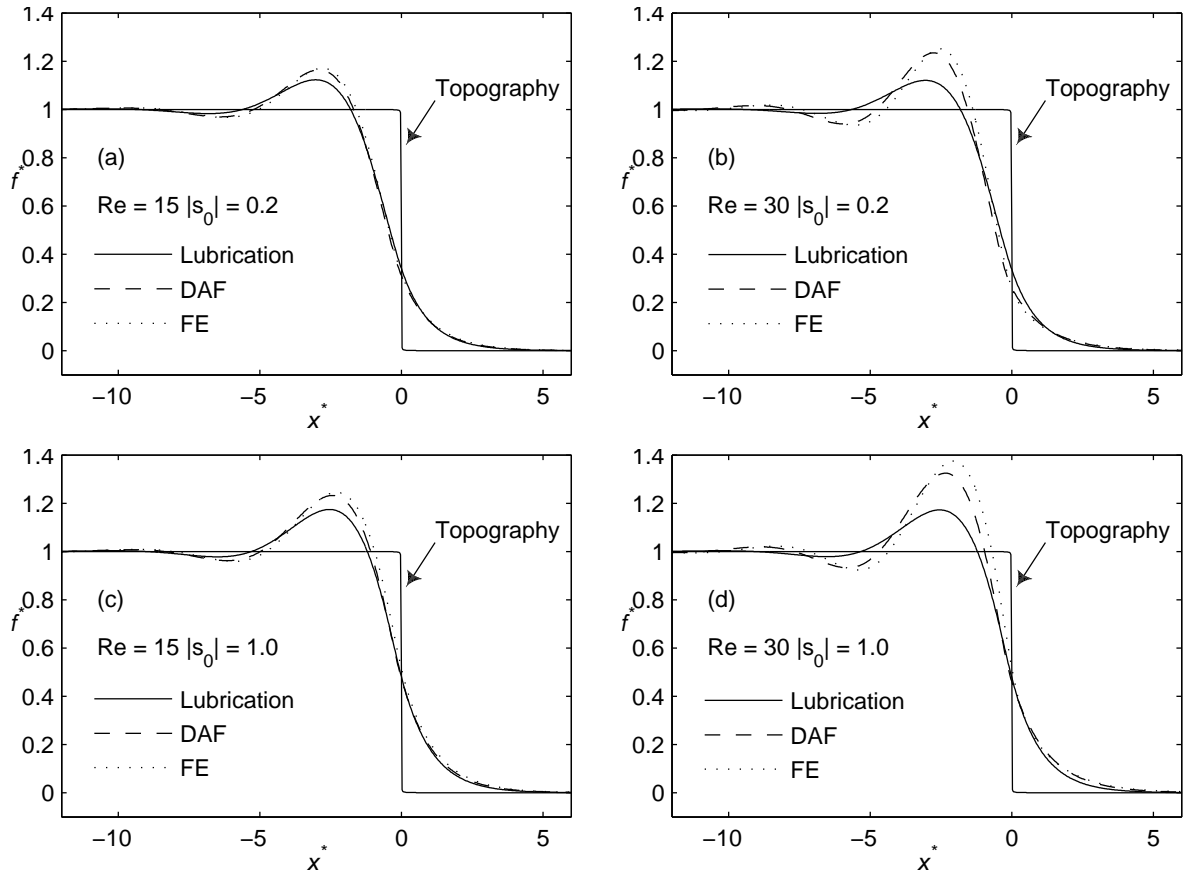 1.4
1.2
1
0.8
0.6
0.4
0.2
0
f*
Topography
(a)
Re = 15 |s₀| = 0.2
Lubrication
DAF
FE
−10 −5 0 5
x*
1.4
1.2
1
0.8
0.6
0.4
0.2
0
f*
Topography
(b)
Re = 30 |s₀| = 0.2
Lubrication
DAF
FE
−10 −5 0 5
x*
1.4
1.2
1
0.8
0.6
0.4
0.2
0
f*
Topography
(c)
Re = 15 |s₀| = 1.0
Lubrication
DAF
FE
−10 −5 0 5
x*
1.4
1.2
1
0.8
0.6
0.4
0.2
0
f*
Topography
(d)
Re = 30 |s₀| = 1.0
Lubrication
DAF
FE
−10 −5 0 5
x*